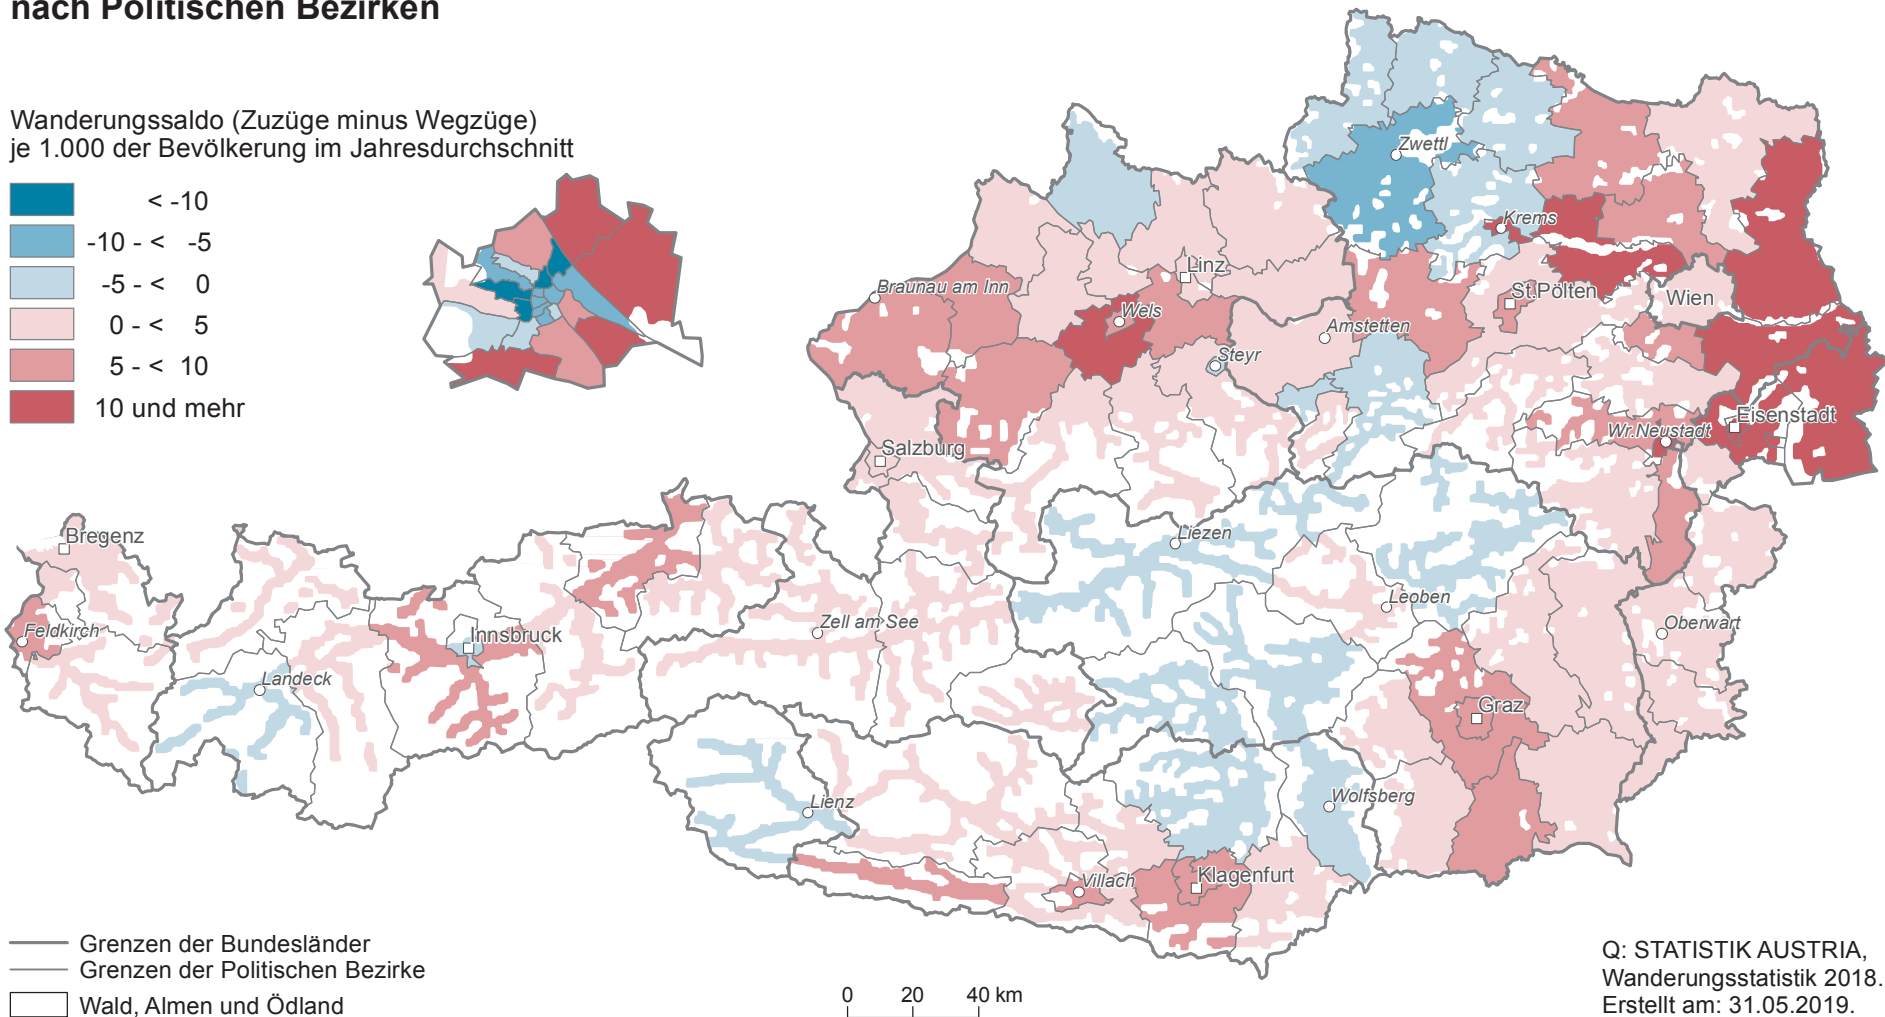 nach Politischen Bezirken
Wanderungssaldo (Zuzüge minus Wegzüge)
je 1.000 der Bevölkerung im Jahresdurchschnitt
< -10
-10 - < -5
-5 - < 0
0 - < 5
5 - < 10
10 und mehr
Zwettl
Krems
Linz
Braunau am Inn
St.Pölten
Wien
Wels
Amstetten
Steyr
Eisenstadt
Wr.Neustadt
Salzburg
Bregenz
Liezen
Leoben
Feldkirch
Innsbruck
Zell am See
Oberwart
Landeck
Graz
Lienz
Wolfsberg
Villach
Klagenfurt
Grenzen der Bundesländer
Grenzen der Politischen Bezirke
Wald, Almen und Ödland
0 20 40 km
Q: STATISTIK AUSTRIA,
Wanderungsstatistik 2018.
Erstellt am: 31.05.2019.